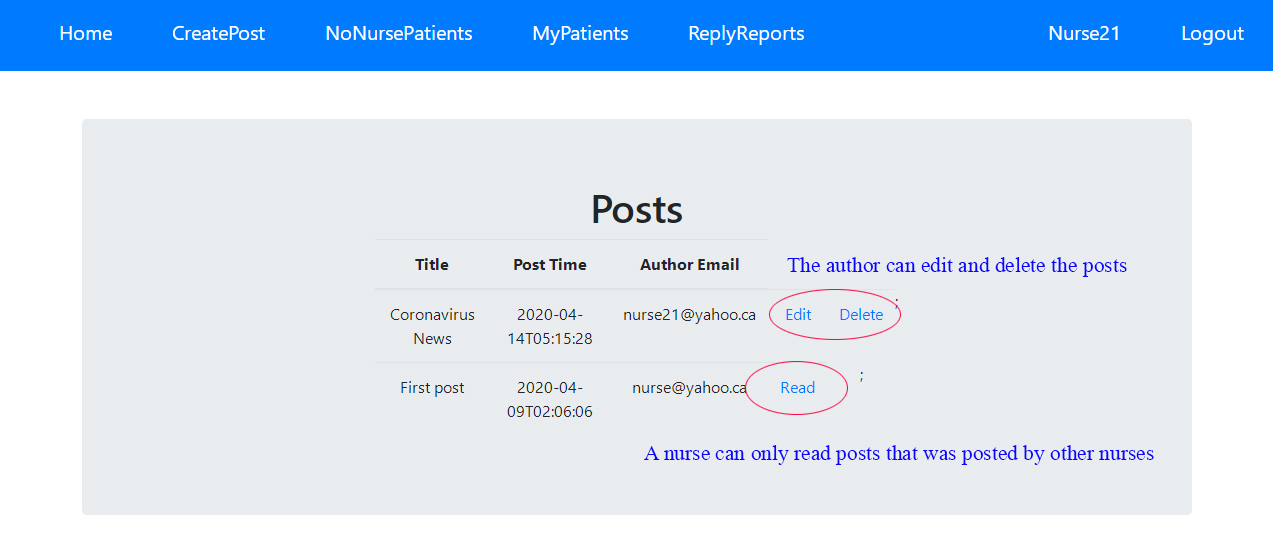 Home CreatePost NoNursePatients MyPatients ReplyReports Nurse21 Logout
Posts
Title Post Time Author Email
The author can edit and delete the posts
Coronavirus News 2020-04-14T05:15:28 nurse21@yahoo.ca Edit Delete ;
First post 2020-04-09T02:06:06 nurse@yahoo.ca Read ;
A nurse can only read posts that was posted by other nurses